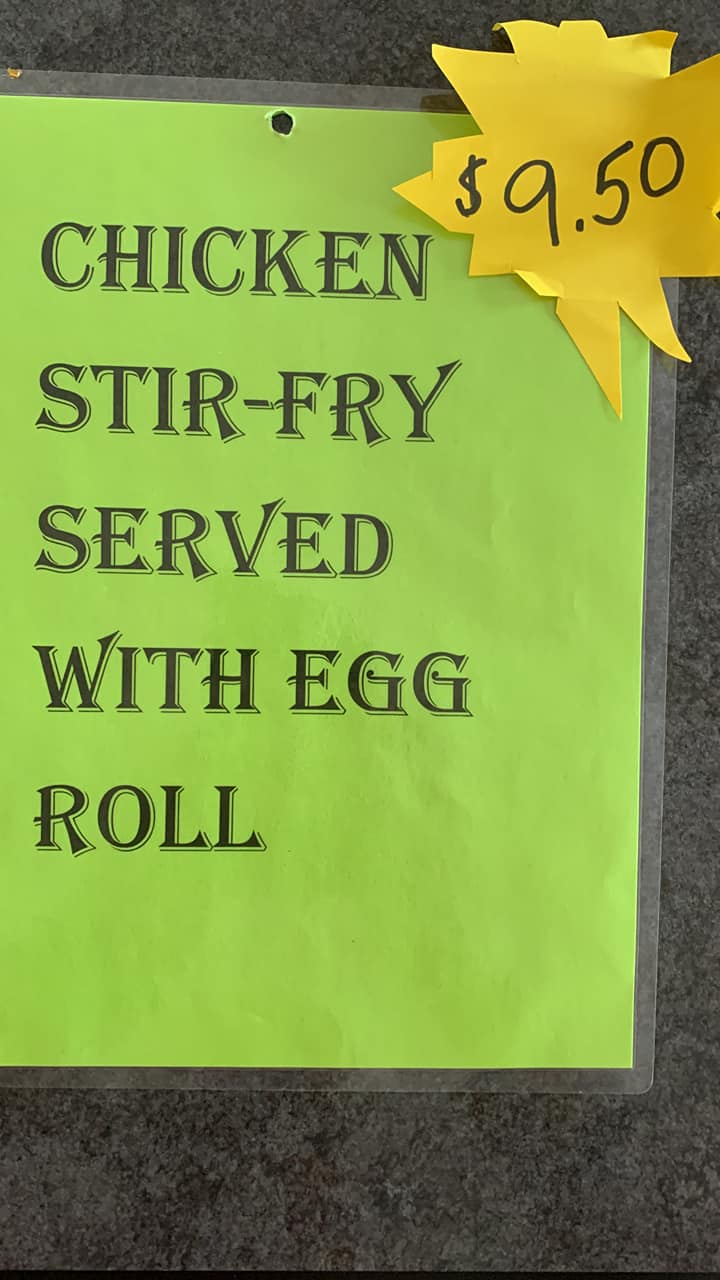 $9.50
CHICKEN
STIR-FRY
SERVED
WITH EGG
ROLL